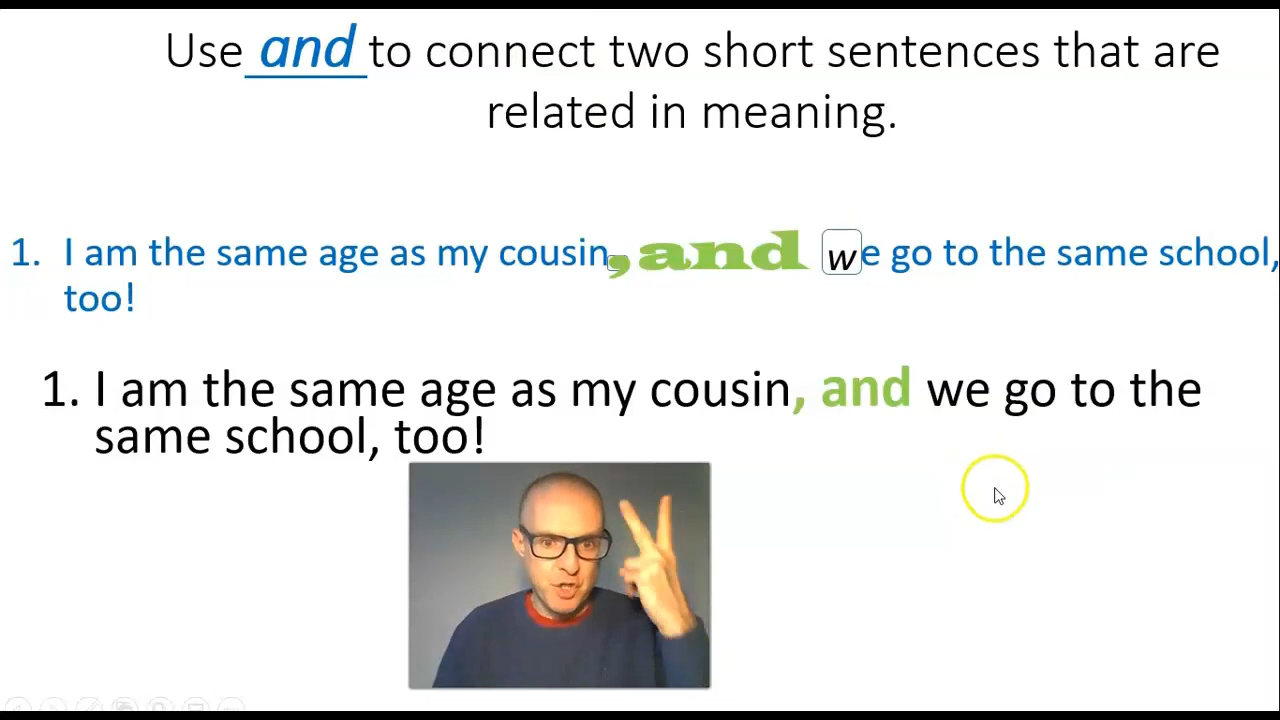 Use and to connect two short sentences that are
related in meaning.
1. I am the same age as my cousin, and we go to the same school,
too!
1. I am the same age as my cousin, and we go to the
same school, too!